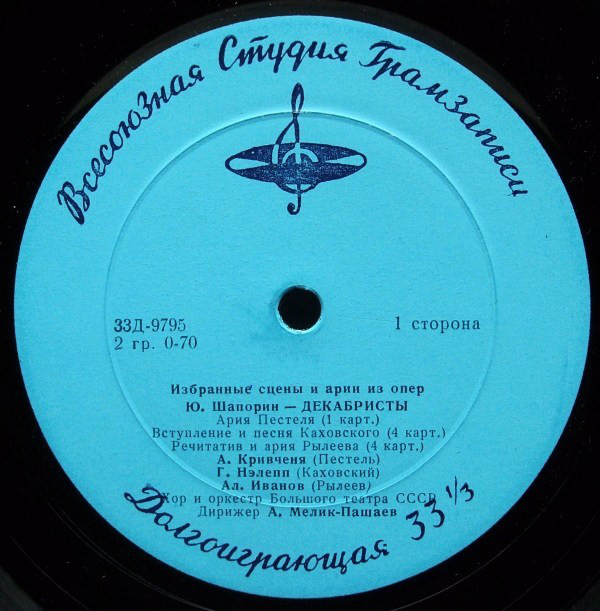 Всесоюзная Студия Грамзаписи
33Д-9795
2 гр. 0-70
1 сторона
Избранные сцены и арии из опер
Ю. Шапорин — ДЕКАБРИСТЫ
Ария Пестеля (1 карт.)
Вступление и песня Каховского (4 карт.)
Речитатив и ария Рылеева (4 карт.)
А. Кривченя (Пестель)
Г. Нэлепп (Каховский)
Ал. Иванов (Рылеев)
Хор и оркестр Большого театра СССР
Дирижер А. Мелик-Пашаев
Долгоиграющая 33 1/3